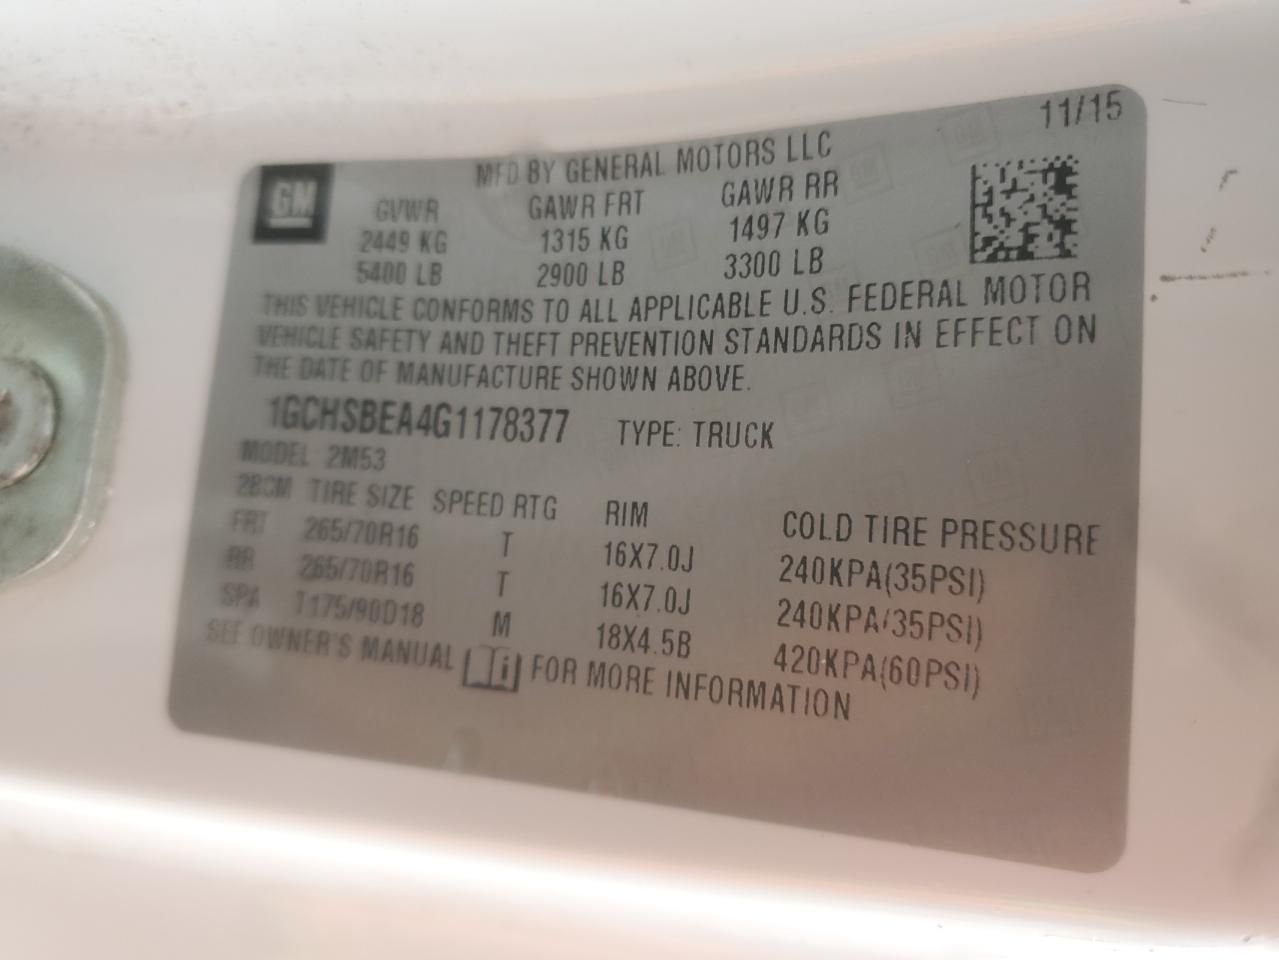 11/15
GM
MFD BY GENERAL MOTORS LLC
GVWR GAWR FRT GAWR RR
2449 KG 1315 KG 1497 KG
5400 LB 2900 LB 3300 LB
THIS VEHICLE CONFORMS TO ALL APPLICABLE U.S. FEDERAL MOTOR
VEHICLE SAFETY AND THEFT PREVENTION STANDARDS IN EFFECT ON
THE DATE OF MANUFACTURE SHOWN ABOVE.
1GCHSBEA4G1178377 TYPE: TRUCK
MODEL: 2M53
2BCM TIRE SIZE SPEED RTG RIM COLD TIRE PRESSURE
FRT 265/70R16 T 16X7.0J 240KPA(35PSI)
RR 265/70R16 T 16X7.0J 240KPA(35PSI)
SPA T175/90D18 M 18X4.5B 420KPA(60PSI)
SEE OWNER'S MANUAL i FOR MORE INFORMATION